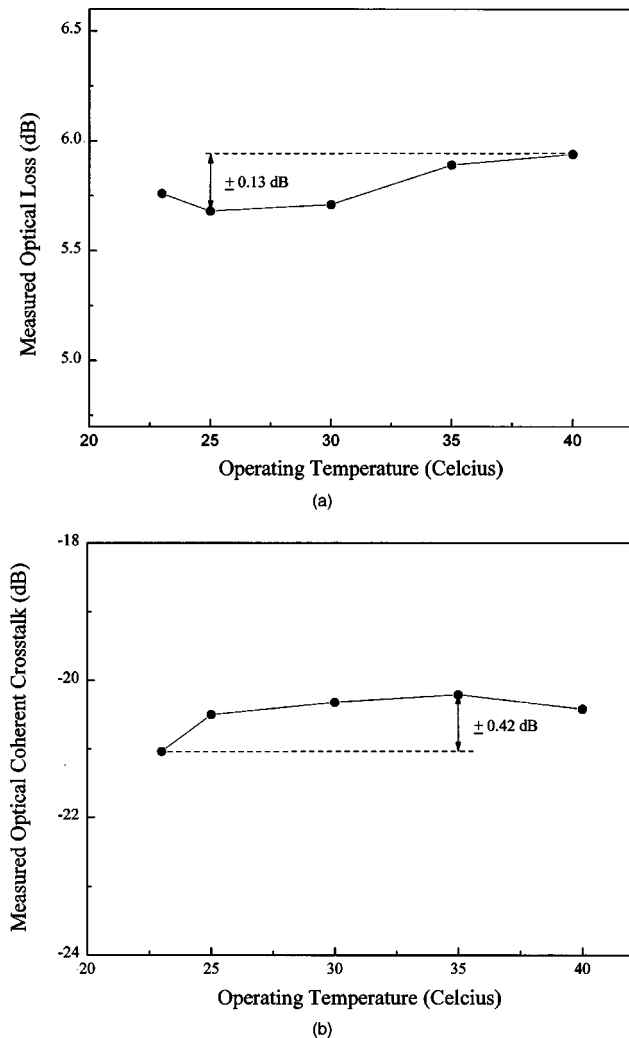 6.5
6.0
5.5
5.0
Measured Optical Loss (dB)
± 0.13 dB
20 25 30 35 40
Operating Temperature (Celcius)
(a)
-18
-20
-22
-24
Measured Optical Coherent Crosstalk (dB)
± 0.42 dB
20 25 30 35 40
Operating Temperature (Celcius)
(b)